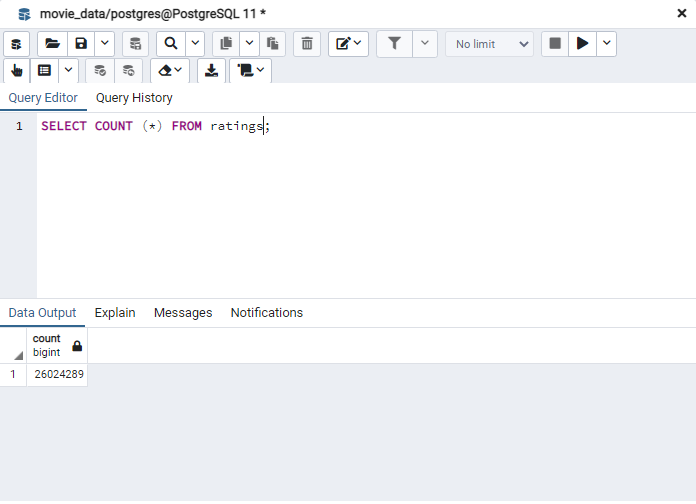 movie_data/postgres@PostgreSQL 11 *
No limit
Query Editor Query History
1 SELECT COUNT (*) FROM ratings;
Data Output Explain Messages Notifications
count
bigint
1 26024289